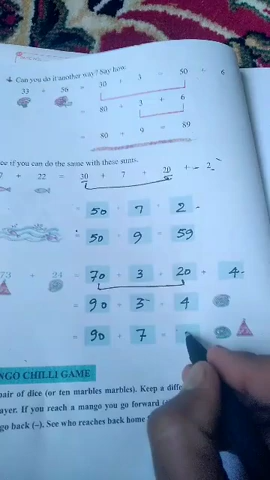 4. Can you do it another way? Say how.
33 + 56 = 30 + 3 + 50 + 6
= 80 + 3 + 6
= 80 + 9 = 89
ee if you can do the same with these sums.
+ 22 = 30 + 7 + 20 + 2
= 50 + 7 + 2
= 50 + 9 = 59
73 + 24 = 70 + 3 + 20 + 4
= 90 + 3 + 4
= 90 + 7
NGO CHILLI GAME
pair of dice (or ten marbles marbles). Keep a diffe
ayer. If you reach a mango you go forward
go back (–). See who reaches back home